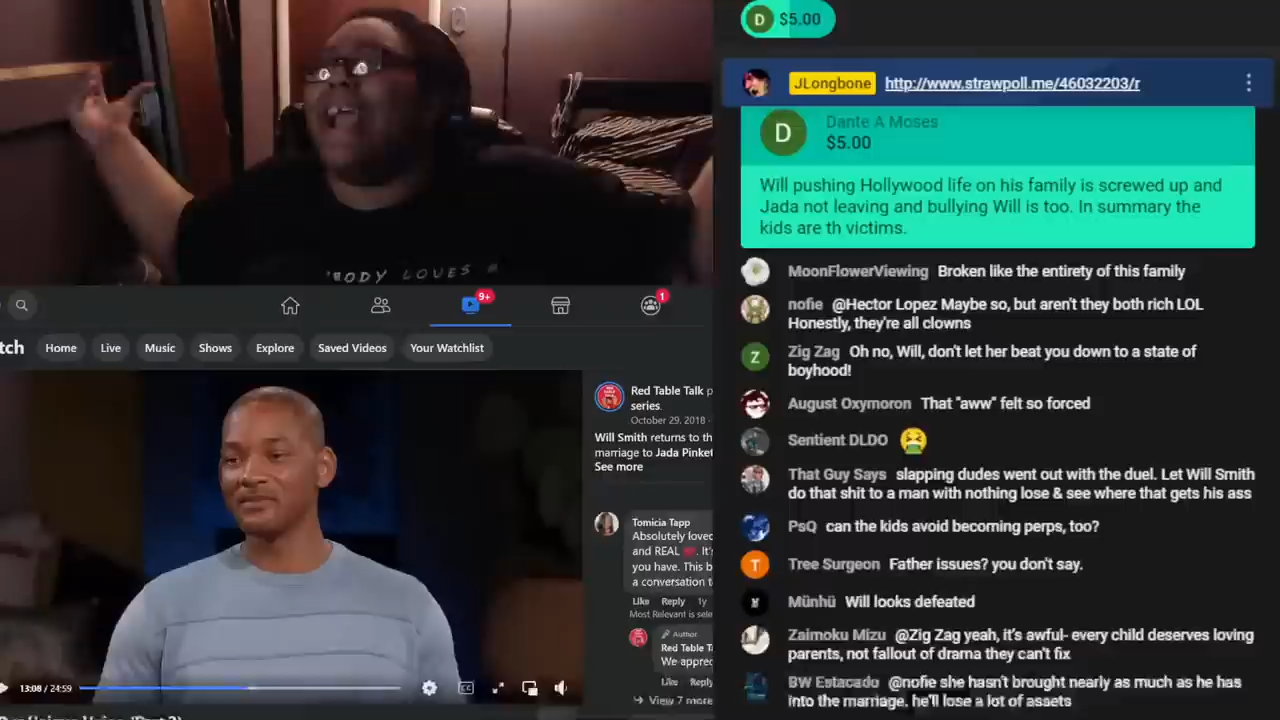 D $5.00
JLongbone http://www.strawpoll.me/46032203/r
D Dante A Moses
$5.00
Will pushing Hollywood life on his family is screwed up and
Jada not leaving and bullying Will is too. In summary the
kids are th victims.
MoonFlowerViewing Broken like the entirety of this family
nofie @Hector Lopez Maybe so, but aren't they both rich LOL
Honestly, they're all clowns
Z Zig Zag Oh no, Will, don't let her beat you down to a state of
boyhood!
August Oxymoron That "aww" felt so forced
Sentient DLDO 🤮
That Guy Says slapping dudes went out with the duel. Let Will Smith
do that shit to a man with nothing lose & see where that gets his ass
PsQ can the kids avoid becoming perps, too?
T Tree Surgeon Father issues? you don't say.
Münhü Will looks defeated
Zaimoku Mizu @Zig Zag yeah, it's awful- every child deserves loving
parents, not fallout of drama they can't fix
BW Estacado @nofie she hasn't brought nearly as much as he has
into the marriage. he'll lose a lot of assets
BODY LOVES
9+
1
tch Home Live Music Shows Explore Saved Videos Your Watchlist
Red Table Talk p
series.
October 29, 2018 ·
Will Smith returns to th
marriage to Jada Pinket
See more
Tomicia Tapp
Absolutely loved
and REAL ❤️. It's
you have. This b
a conversation t
Like Reply 1y
Most Relevant is sele
Author
Red Table T
We apprec
Like Reply
View 7 more
13:08 / 24:59